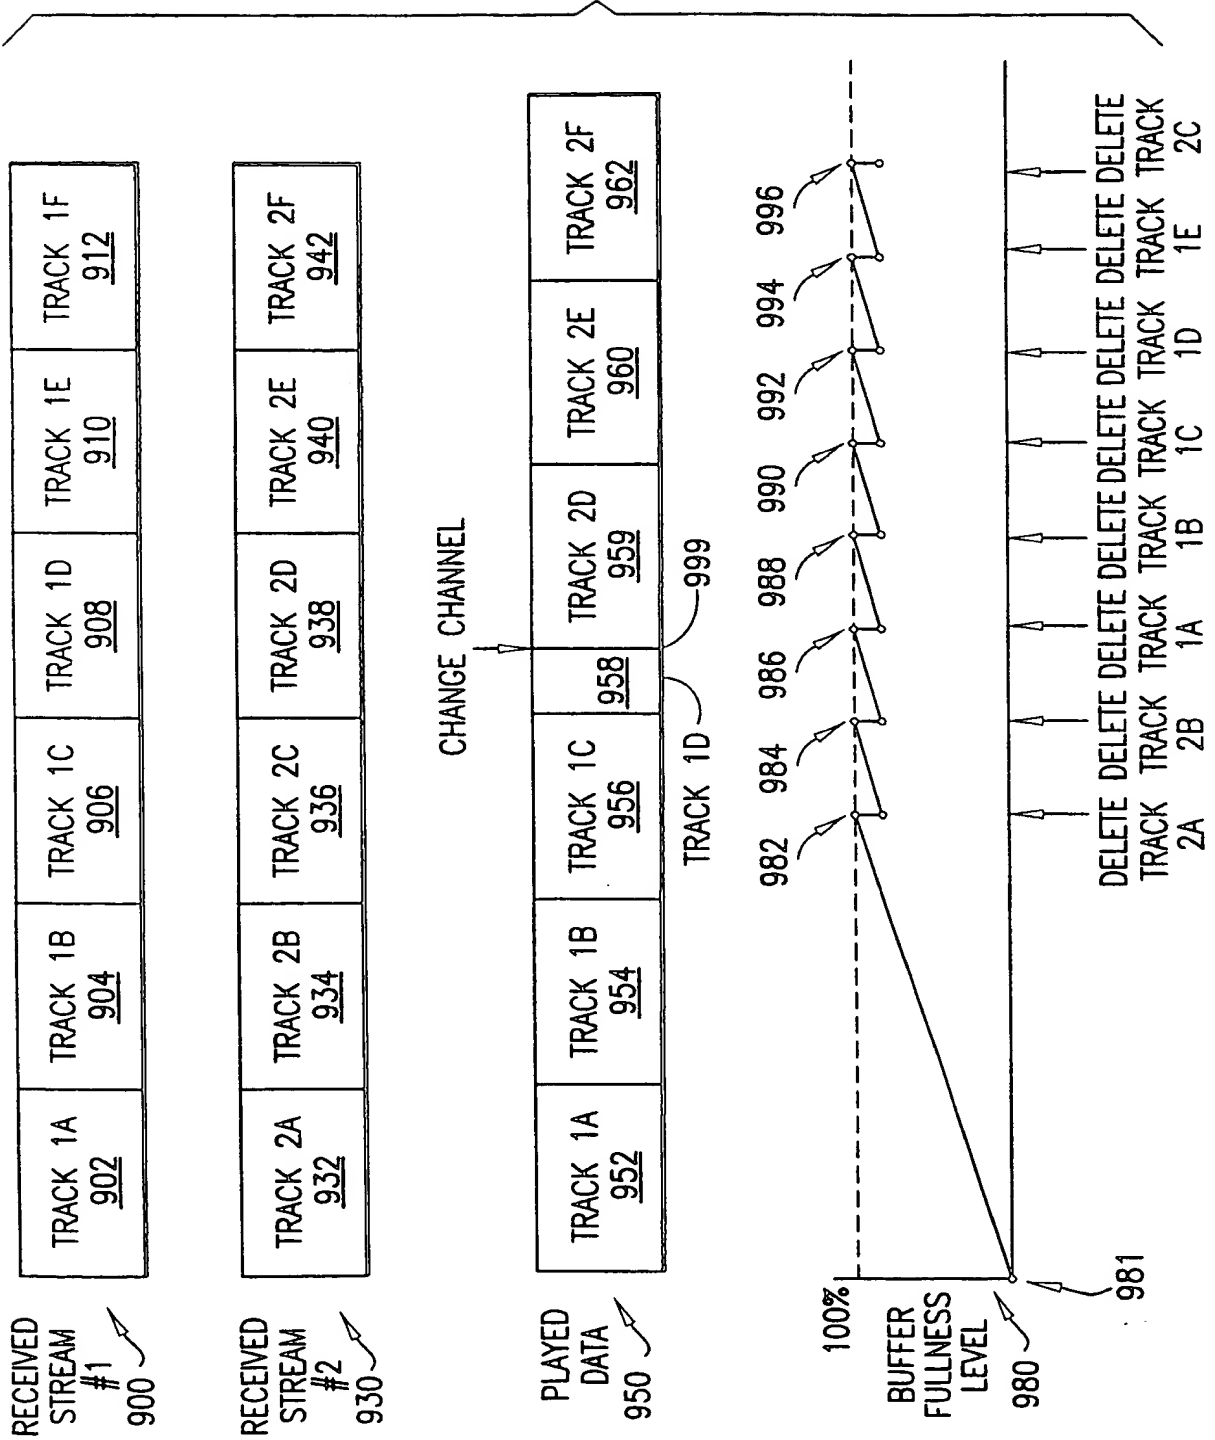 RECEIVED
STREAM
#1
900
TRACK 1A
902
TRACK 1B
904
TRACK 1C
906
TRACK 1D
908
TRACK 1E
910
TRACK 1F
912
RECEIVED
STREAM
#2
930
TRACK 2A
932
TRACK 2B
934
TRACK 2C
936
TRACK 2D
938
TRACK 2E
940
TRACK 2F
942
CHANGE CHANNEL
PLAYED
DATA
950
TRACK 1A
952
TRACK 1B
954
TRACK 1C
956
958
TRACK 2D
959
TRACK 2E
960
TRACK 2F
962
TRACK 1D
999
100%
BUFFER
FULLNESS
LEVEL
980
981
982
984
986
988
990
992
994
996
DELETE DELETE DELETE DELETE DELETE DELETE DELETE DELETE
TRACK TRACK TRACK TRACK TRACK TRACK TRACK TRACK
2A 2B 1A 1B 1C 1D 1E 2C